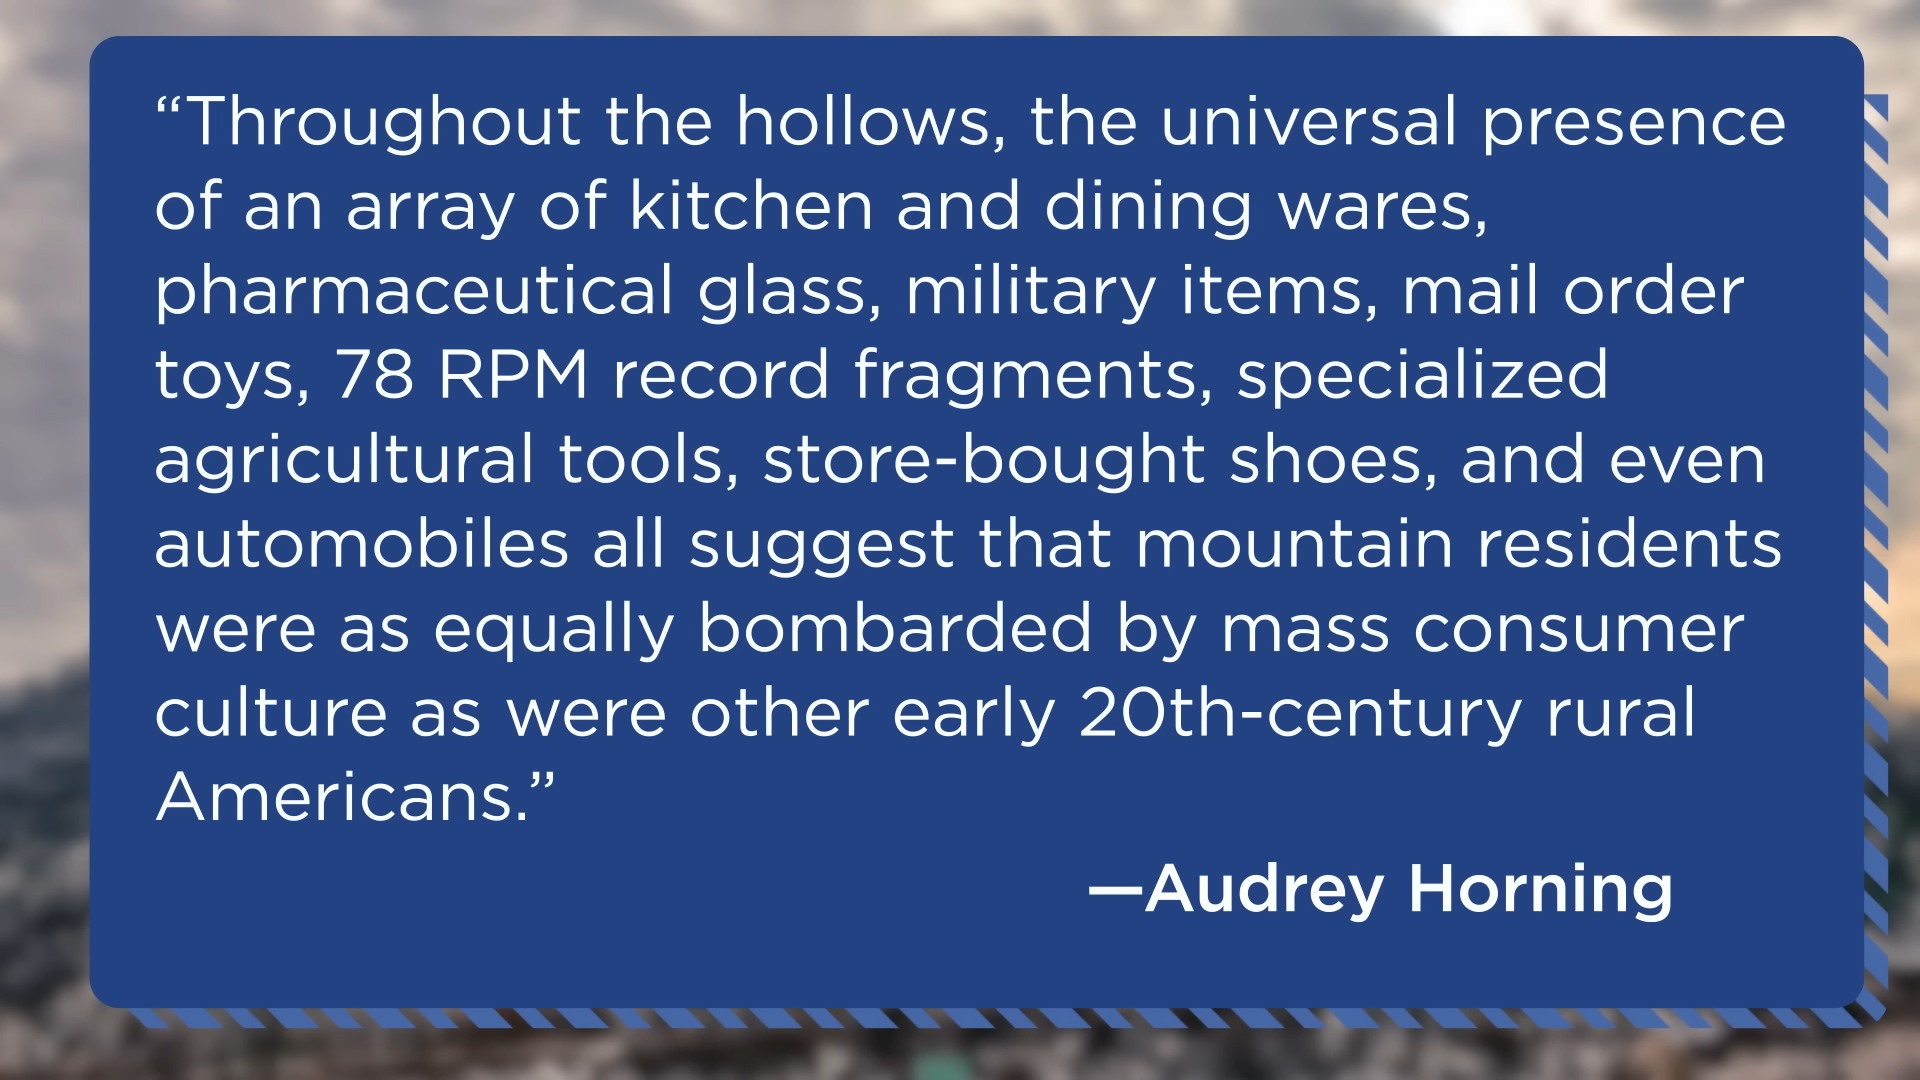 “Throughout the hollows, the universal presence
of an array of kitchen and dining wares,
pharmaceutical glass, military items, mail order
toys, 78 RPM record fragments, specialized
agricultural tools, store-bought shoes, and even
automobiles all suggest that mountain residents
were as equally bombarded by mass consumer
culture as were other early 20th-century rural
Americans.”
—Audrey Horning